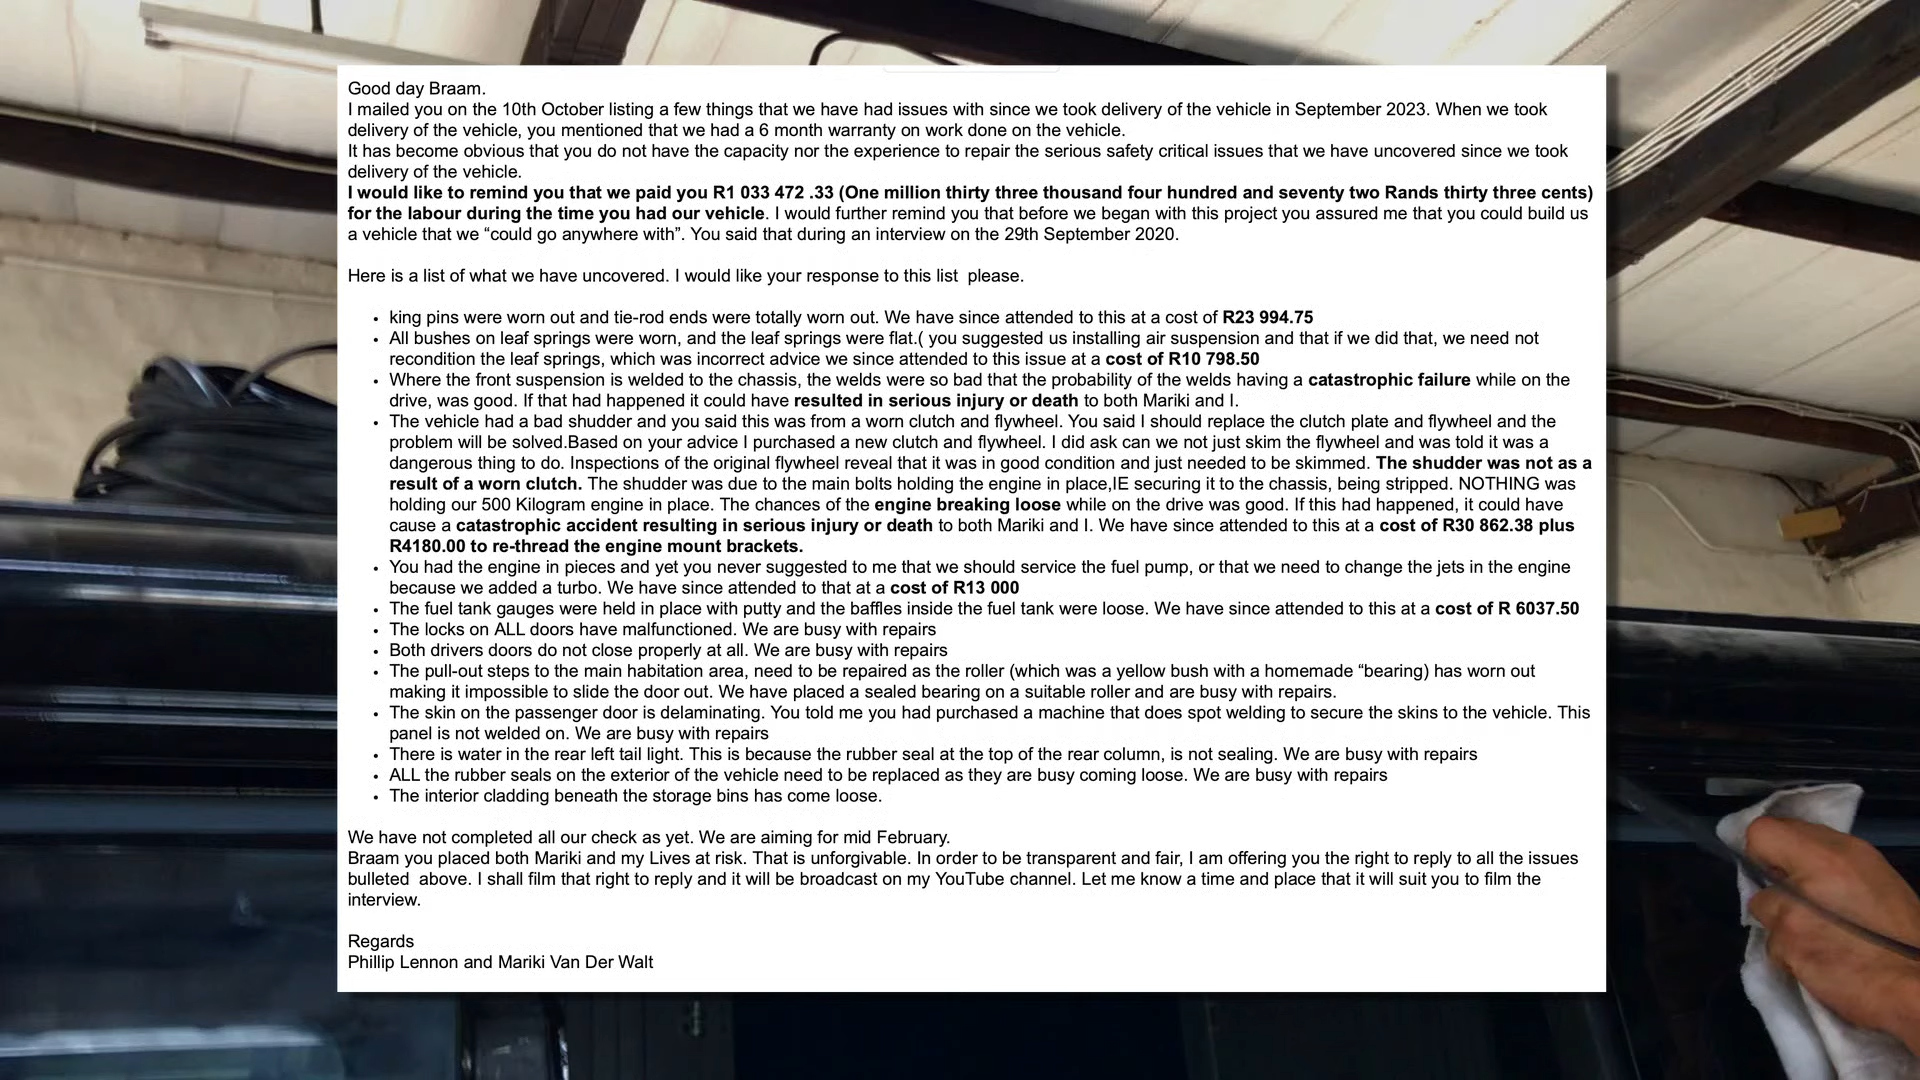 Good day Braam.
I mailed you on the 10th October listing a few things that we have had issues with since we took delivery of the vehicle in September 2023. When we took
delivery of the vehicle, you mentioned that we had a 6 month warranty on work done on the vehicle.
It has become obvious that you do not have the capacity nor the experience to repair the serious safety critical issues that we have uncovered since we took
delivery of the vehicle.
I would like to remind you that we paid you R1 033 472 .33 (One million thirty three thousand four hundred and seventy two Rands thirty three cents)
for the labour during the time you had our vehicle. I would further remind you that before we began with this project you assured me that you could build us
a vehicle that we “could go anywhere with”. You said that during an interview on the 29th September 2020.
Here is a list of what we have uncovered. I would like your response to this list  please.
• king pins were worn out and tie-rod ends were totally worn out. We have since attended to this at a cost of R23 994.75
• All bushes on leaf springs were worn, and the leaf springs were flat.( you suggested us installing air suspension and that if we did that, we need not
recondition the leaf springs, which was incorrect advice we since attended to this issue at a cost of R10 798.50
• Where the front suspension is welded to the chassis, the welds were so bad that the probability of the welds having a catastrophic failure while on the
drive, was good. If that had happened it could have resulted in serious injury or death to both Mariki and I.
• The vehicle had a bad shudder and you said this was from a worn clutch and flywheel. You said I should replace the clutch plate and flywheel and the
problem will be solved.Based on your advice I purchased a new clutch and flywheel. I did ask can we not just skim the flywheel and was told it was a
dangerous thing to do. Inspections of the original flywheel reveal that it was in good condition and just needed to be skimmed. The shudder was not as a
result of a worn clutch. The shudder was due to the main bolts holding the engine in place,IE securing it to the chassis, being stripped. NOTHING was
holding our 500 Kilogram engine in place. The chances of the engine breaking loose while on the drive was good. If this had happened, it could have
cause a catastrophic accident resulting in serious injury or death to both Mariki and I. We have since attended to this at a cost of R30 862.38 plus
R4180.00 to re-thread the engine mount brackets.
• You had the engine in pieces and yet you never suggested to me that we should service the fuel pump, or that we need to change the jets in the engine
because we added a turbo. We have since attended to that at a cost of R13 000
• The fuel tank gauges were held in place with putty and the baffles inside the fuel tank were loose. We have since attended to this at a cost of R 6037.50
• The locks on ALL doors have malfunctioned. We are busy with repairs
• Both drivers doors do not close properly at all. We are busy with repairs
• The pull-out steps to the main habitation area, need to be repaired as the roller (which was a yellow bush with a homemade “bearing) has worn out
making it impossible to slide the door out. We have placed a sealed bearing on a suitable roller and are busy with repairs.
• The skin on the passenger door is delaminating. You told me you had purchased a machine that does spot welding to secure the skins to the vehicle. This
panel is not welded on. We are busy with repairs
• There is water in the rear left tail light. This is because the rubber seal at the top of the rear column, is not sealing. We are busy with repairs
• ALL the rubber seals on the exterior of the vehicle need to be replaced as they are busy coming loose. We are busy with repairs
• The interior cladding beneath the storage bins has come loose.
We have not completed all our check as yet. We are aiming for mid February.
Braam you placed both Mariki and my Lives at risk. That is unforgivable. In order to be transparent and fair, I am offering you the right to reply to all the issues
bulleted  above. I shall film that right to reply and it will be broadcast on my YouTube channel. Let me know a time and place that it will suit you to film the
interview.
Regards
Phillip Lennon and Mariki Van Der Walt